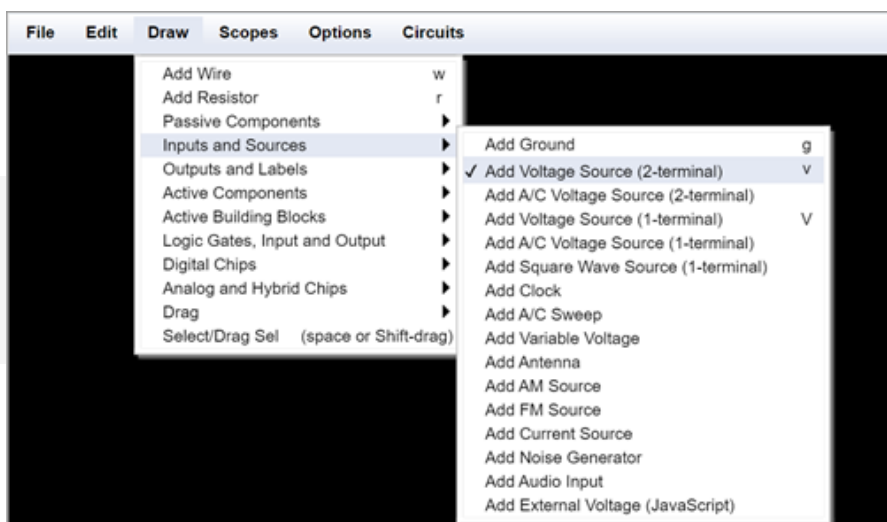 File Edit Draw Scopes Options Circuits
Add Wire w
Add Resistor r
Passive Components
Inputs and Sources
Outputs and Labels
Active Components
Active Building Blocks
Logic Gates, Input and Output
Digital Chips
Analog and Hybrid Chips
Drag
Select/Drag Sel (space or Shift-drag)
Add Ground g
✓ Add Voltage Source (2-terminal) v
Add A/C Voltage Source (2-terminal)
Add Voltage Source (1-terminal) V
Add A/C Voltage Source (1-terminal)
Add Square Wave Source (1-terminal)
Add Clock
Add A/C Sweep
Add Variable Voltage
Add Antenna
Add AM Source
Add FM Source
Add Current Source
Add Noise Generator
Add Audio Input
Add External Voltage (JavaScript)